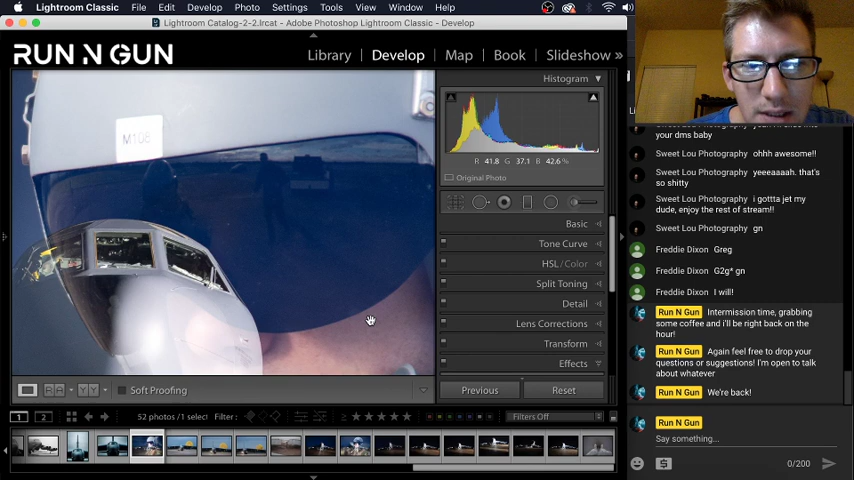 Lightroom Classic File Edit Develop Photo Settings Tools View Window Help
Lightroom Catalog-2-2.lrcat - Adobe Photoshop Lightroom Classic - Develop
RUN N GUN
Library | Develop | Map | Book | Slideshow »
Histogram
M108
R 41.8 G 37.1 B 42.6 %
Original Photo
Basic
Tone Curve
HSL / Color
Split Toning
Detail
Lens Corrections
Transform
Effects
Soft Proofing
Previous
Reset
1 2
52 photos /1 select
Filter :
Filters Off
your dms baby
Sweet Lou Photography ohhh awesome!!
Sweet Lou Photography yeeeaaaah. that's
so shitty
Sweet Lou Photography i gottta jet my
dude, enjoy the rest of stream!!
Sweet Lou Photography gn
Freddie Dixon Greg
Freddie Dixon G2g* gn
Freddie Dixon I will!
Run N Gun Intermission time, grabbing
some coffee and i'll be right back on the
hour!
Run N Gun Again feel free to drop your
questions or suggestions! I'm open to talk
about whatever
Run N Gun We're back!
Run N Gun
Say something...
0/200